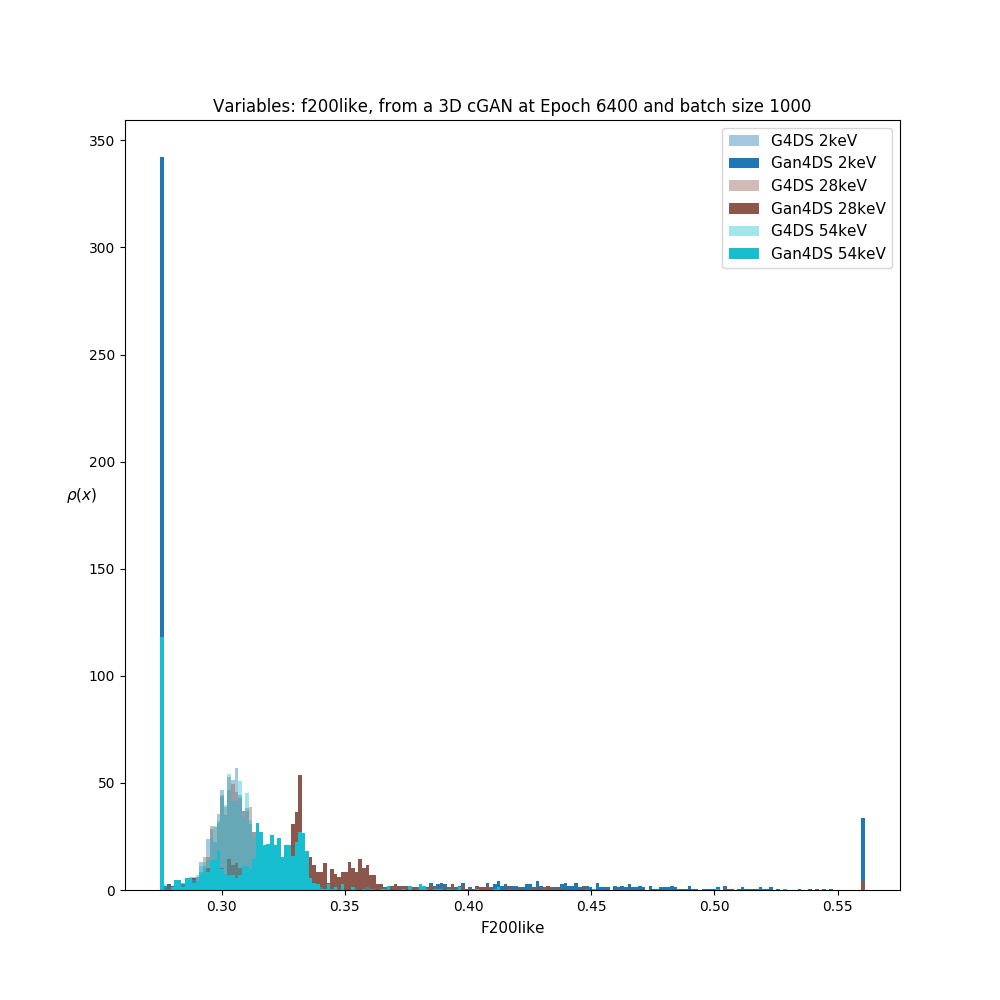 Variables: f200like, from a 3D cGAN at Epoch 6400 and batch size 1000
G4DS 2keV
Gan4DS 2keV
G4DS 28keV
Gan4DS 28keV
G4DS 54keV
Gan4DS 54keV
350
300
250
200
150
100
50
0
ρ(x)
0.30 0.35 0.40 0.45 0.50 0.55
F200like